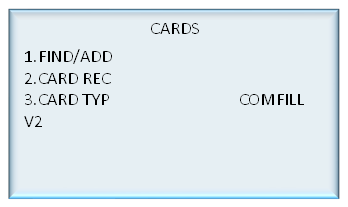 CARDS
1.FIND/ADD
2.CARD REC
3.CARD TYP COMFILL
V2